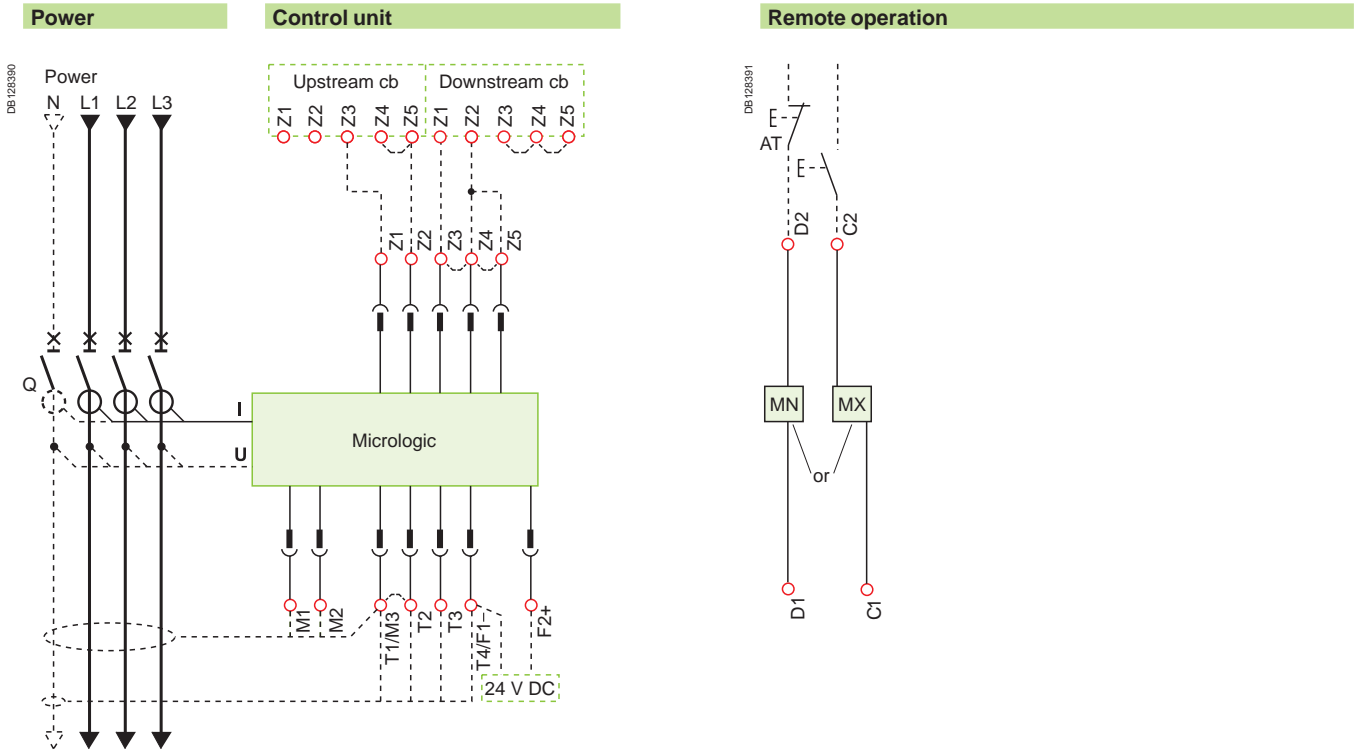 Power
Control unit
Remote operation
DB128390
Power
N L1 L2 L3
Upstream cb
Downstream cb
Z1 Z2 Z3 Z4 Z5 Z1 Z2 Z3 Z4 Z5
Z1 Z2 Z3 Z4 Z5
Q
I
U
Micrologic
M1 M2 T1/M3 T2 T3 T4/F1– F2+
24 V DC
DB128391
AT
D2 C2
MN MX
or
D1 C1